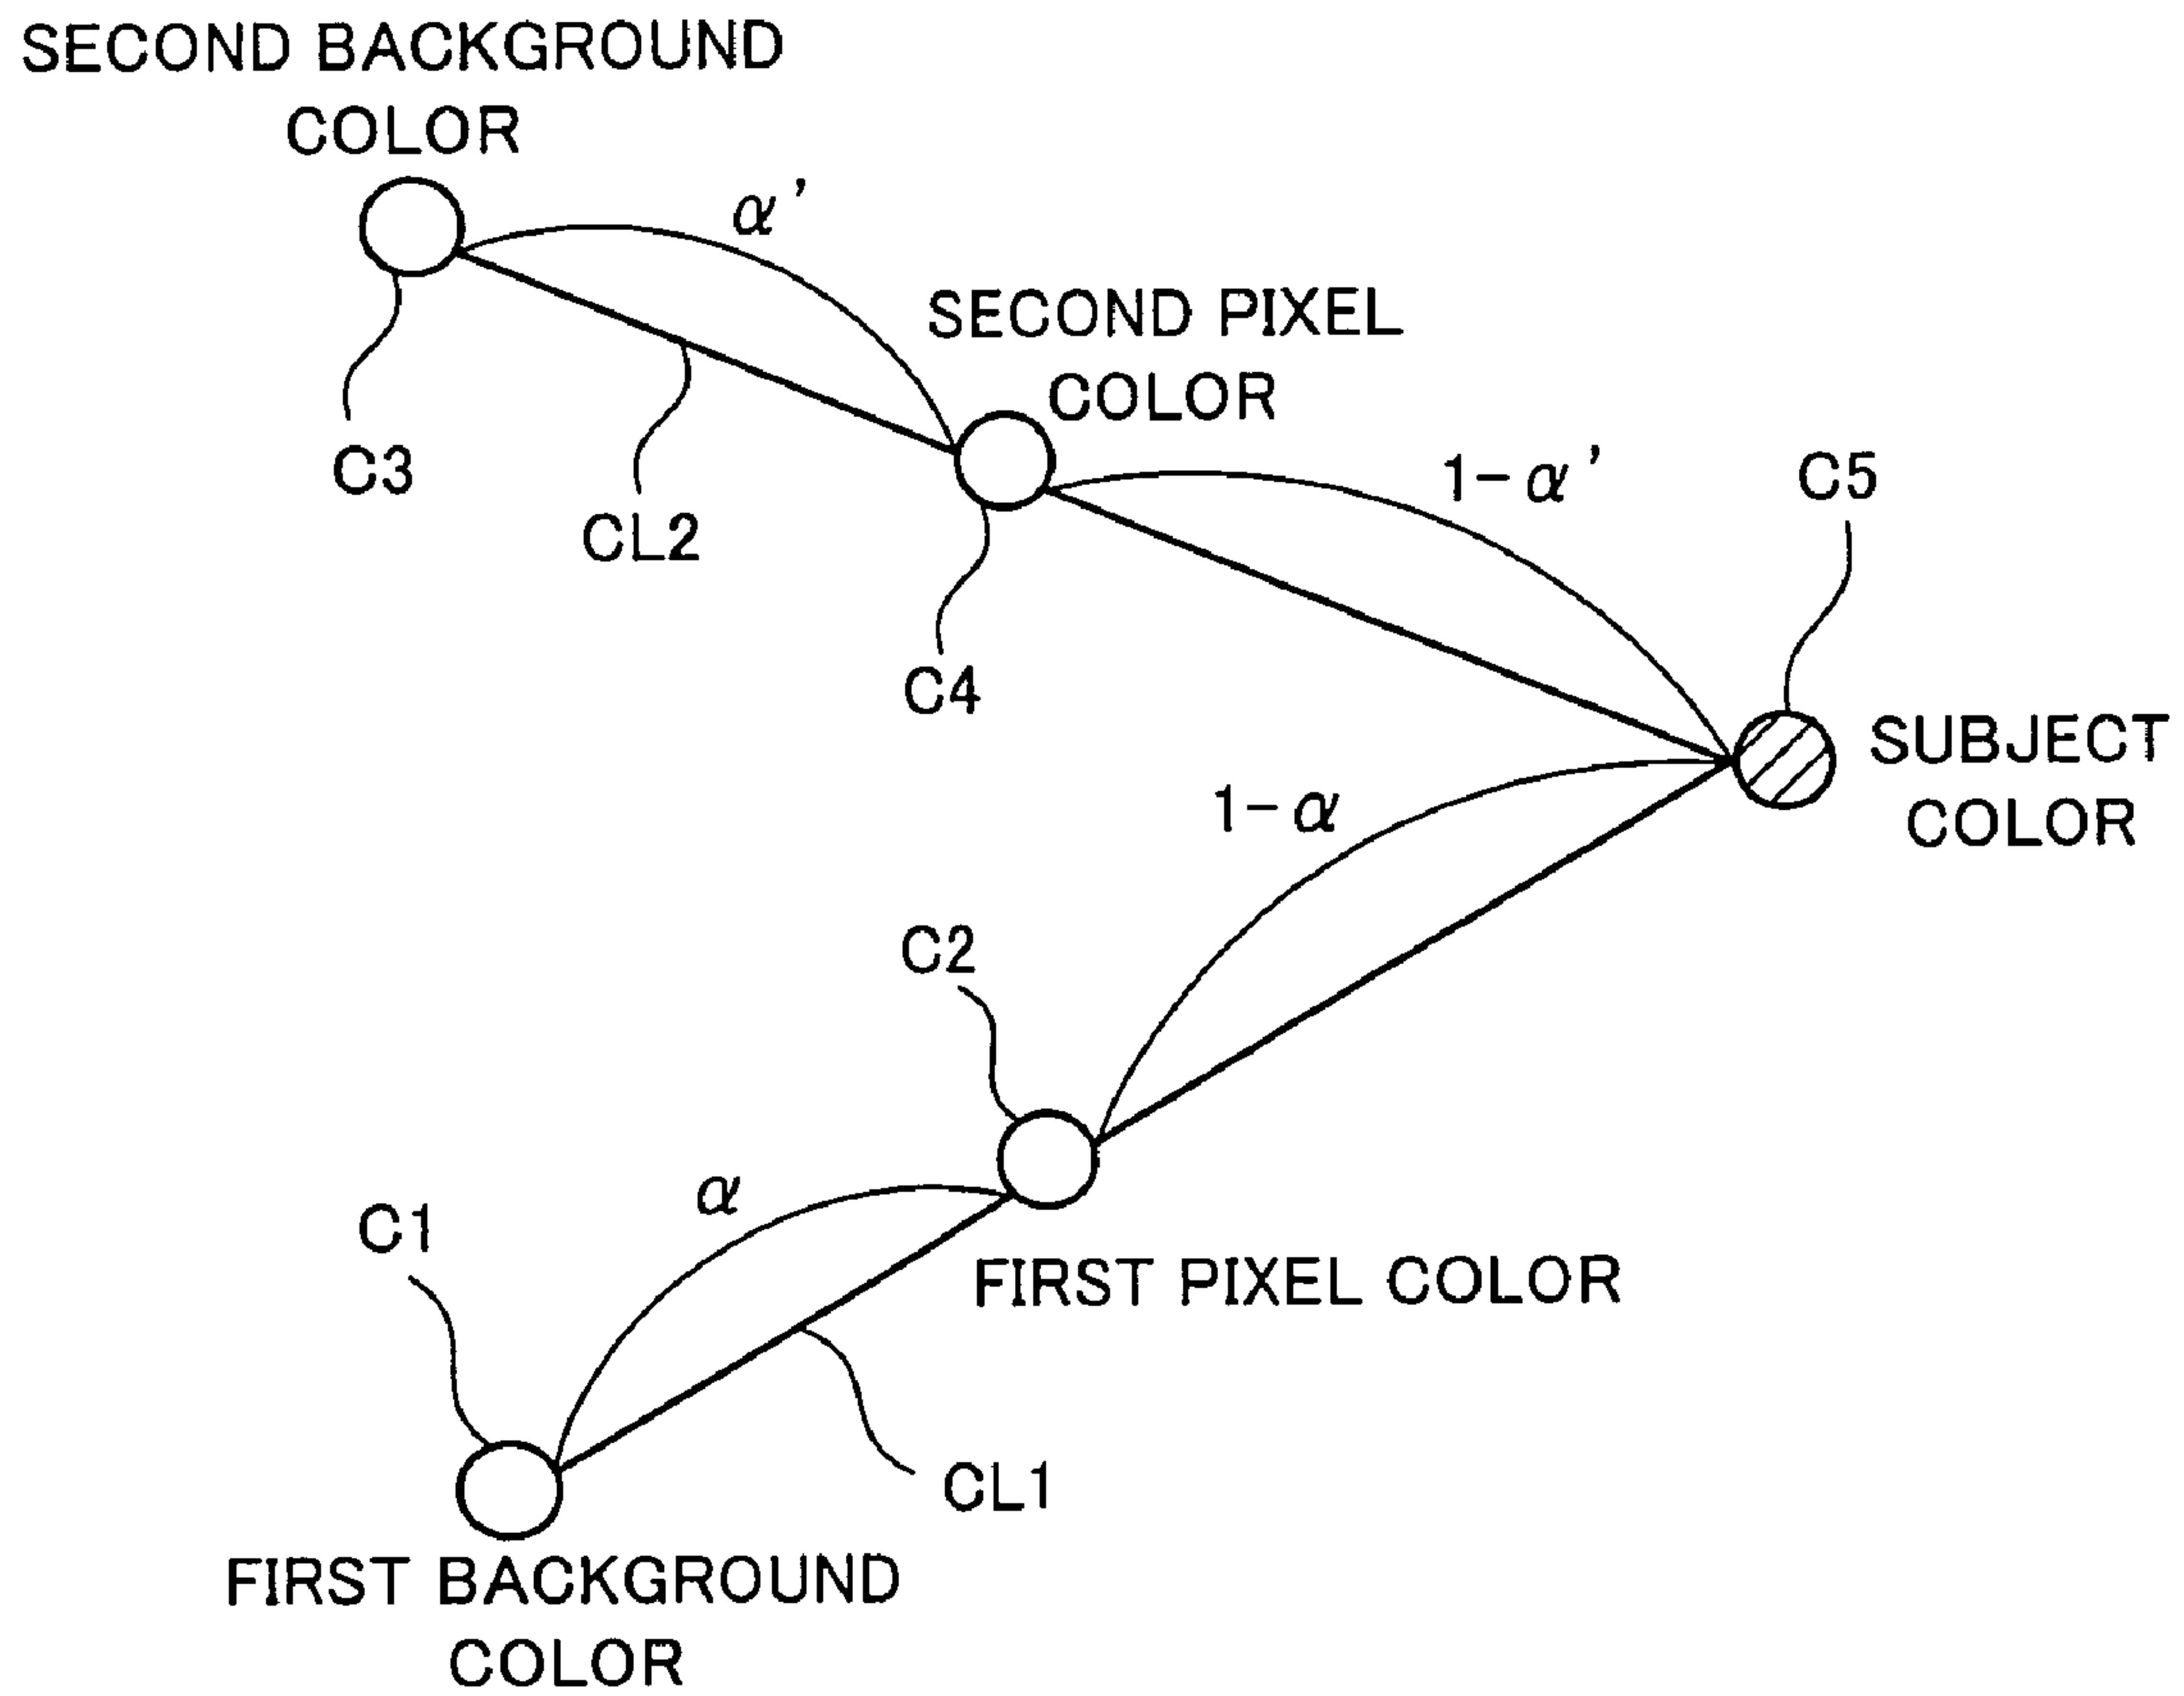 SECOND BACKGROUND
COLOR
α'
SECOND PIXEL
COLOR
C3
1-α'
C5
CL2
C4
SUBJECT
COLOR
1-α
C2
α
C1
FIRST PIXEL COLOR
CL1
FIRST BACKGROUND
COLOR